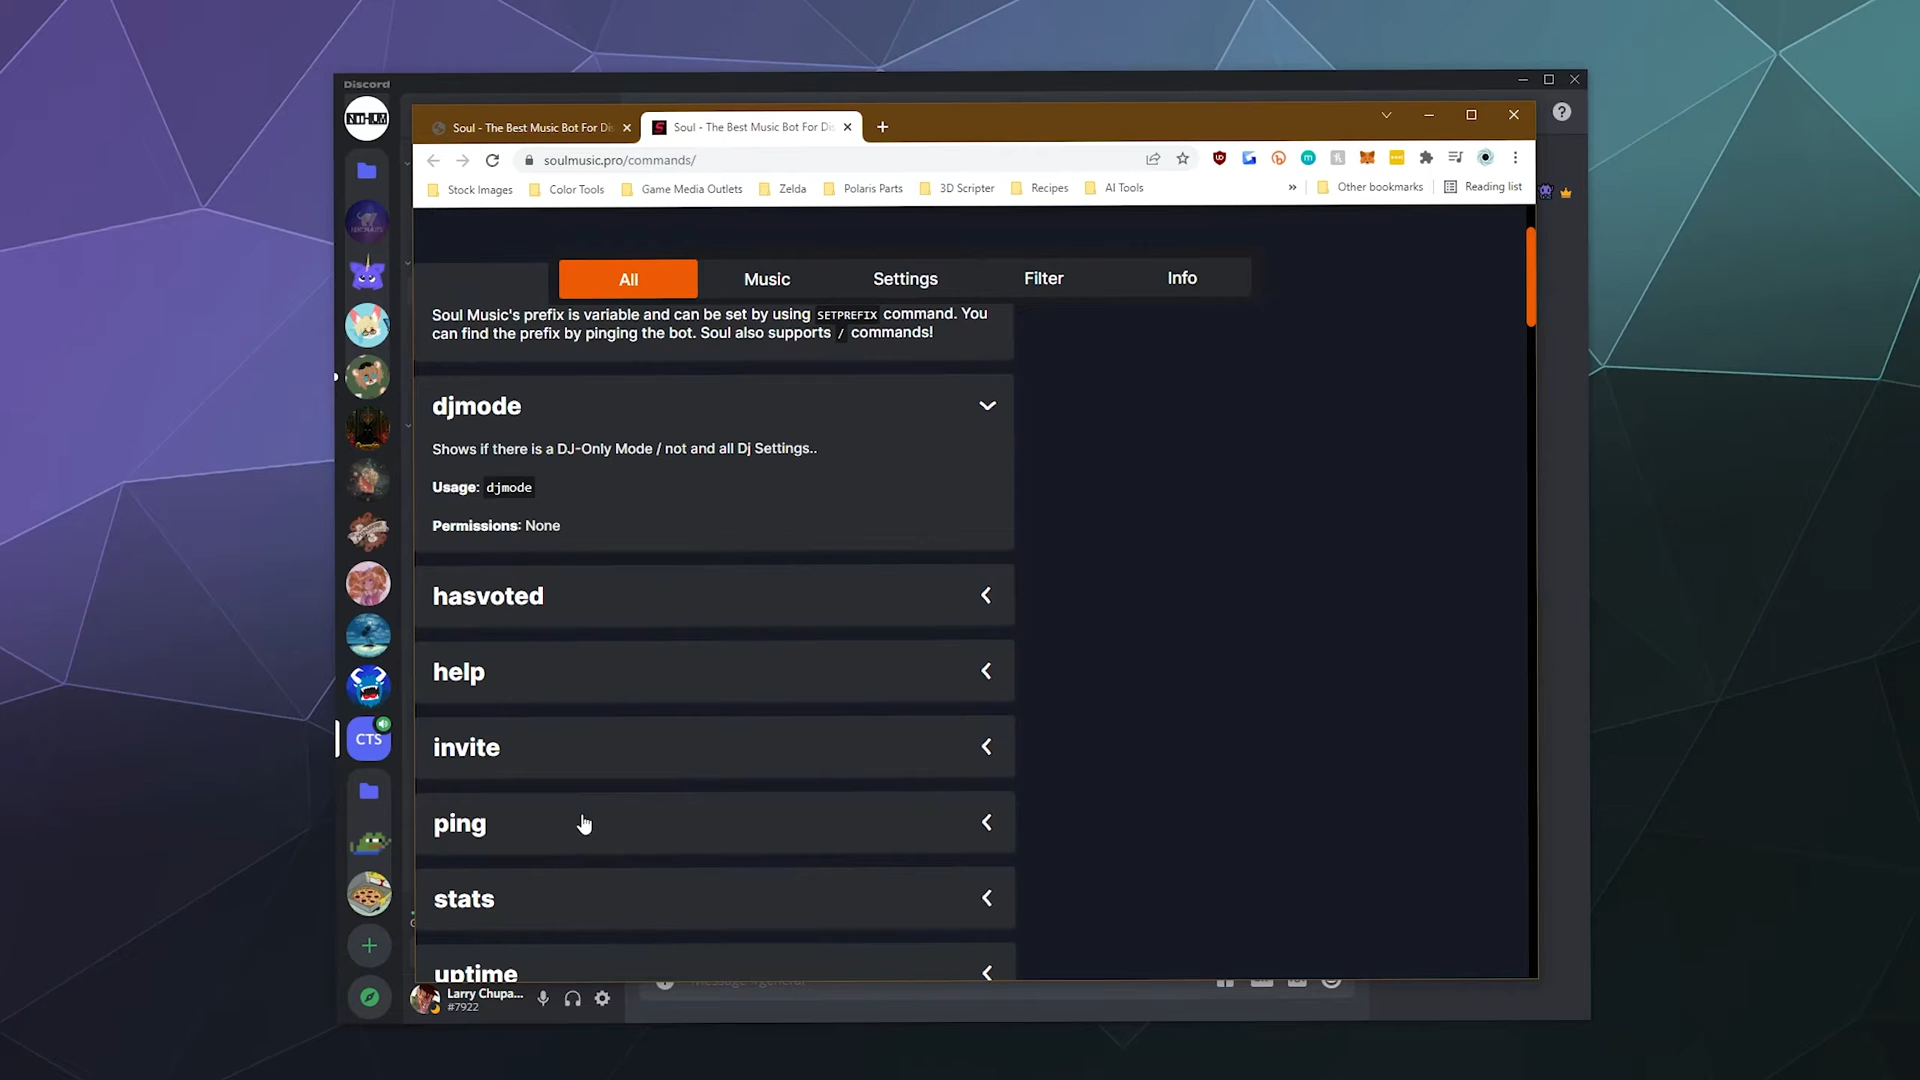 Discord
Soul - The Best Music Bot For Di
Soul - The Best Music Bot For Dis
soulmusic.pro/commands/
Stock Images
Color Tools
Game Media Outlets
Zelda
Polaris Parts
3D Scripter
Recipes
AI Tools
»
Other bookmarks
Reading list
All
Music
Settings
Filter
Info
Soul Music's prefix is variable and can be set by using SETPREFIX command. You
can find the prefix by pinging the bot. Soul also supports / commands!
djmode
Shows if there is a DJ-Only Mode / not and all Dj Settings..
Usage: djmode
Permissions: None
hasvoted
help
invite
ping
stats
uptime
CTS
Larry Chupa...
#7922